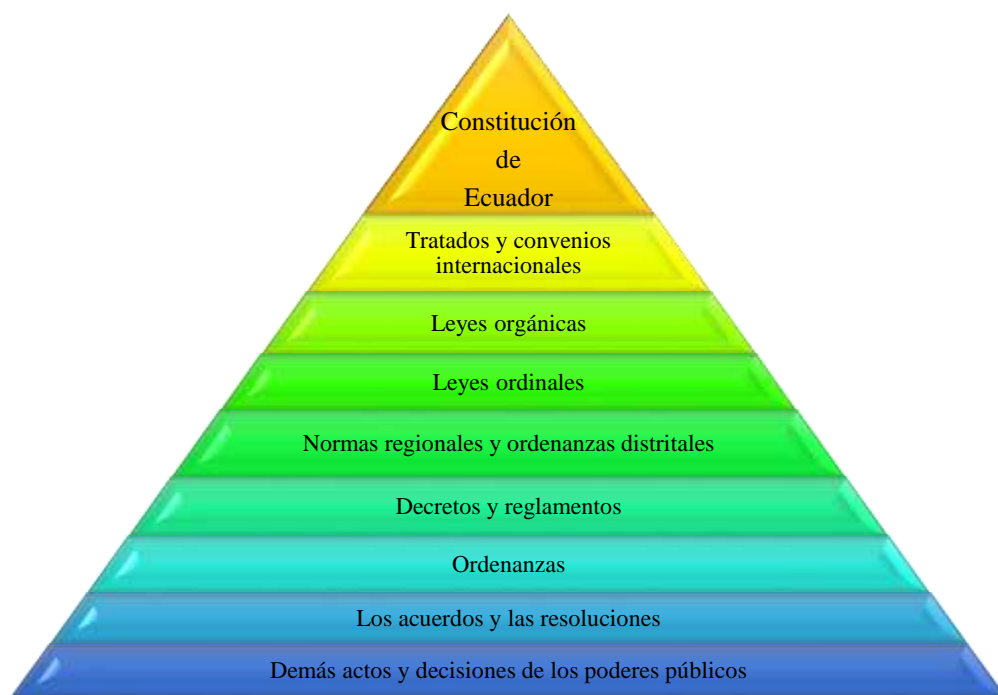 Constitución
de
Ecuador
Tratados y convenios
internacionales
Leyes orgánicas
Leyes ordinales
Normas regionales y ordenanzas distritales
Decretos y reglamentos
Ordenanzas
Los acuerdos y las resoluciones
Demás actos y decisiones de los poderes públicos